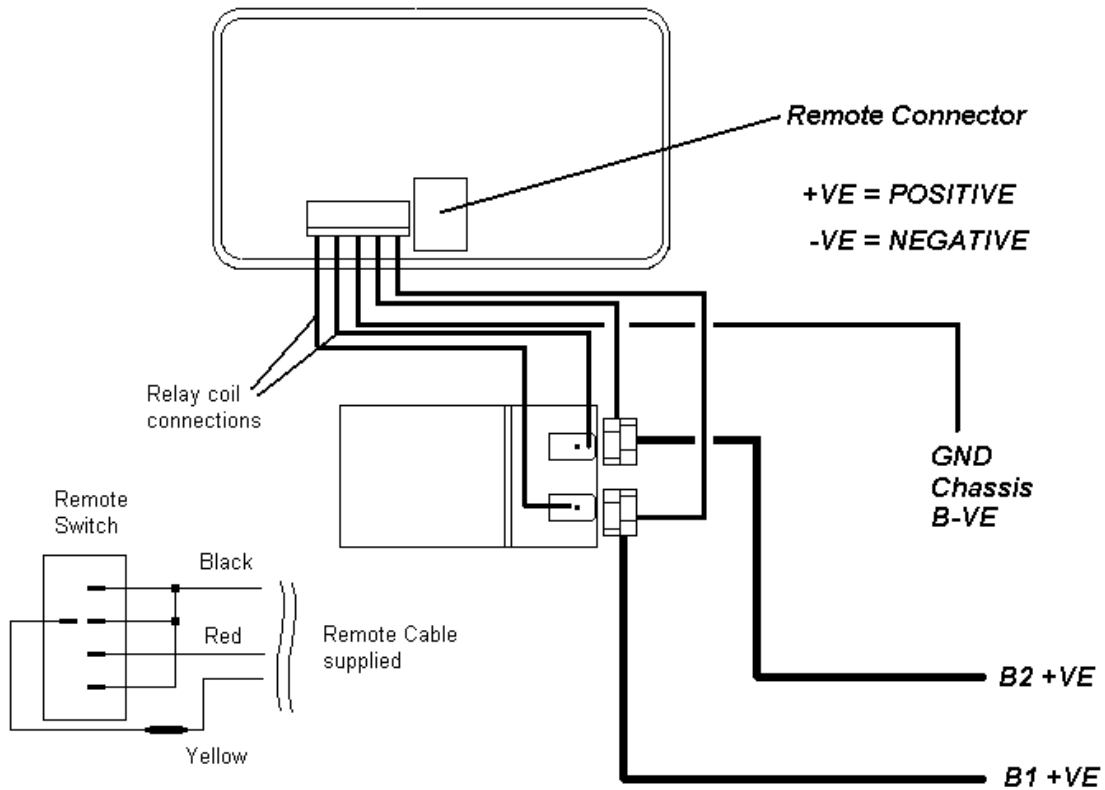 Remote Connector
+VE = POSITIVE
-VE = NEGATIVE
Relay coil
connections
GND
Chassis
B-VE
Remote
Switch
Black
Red
Remote Cable
supplied
Yellow
B2 +VE
B1 +VE